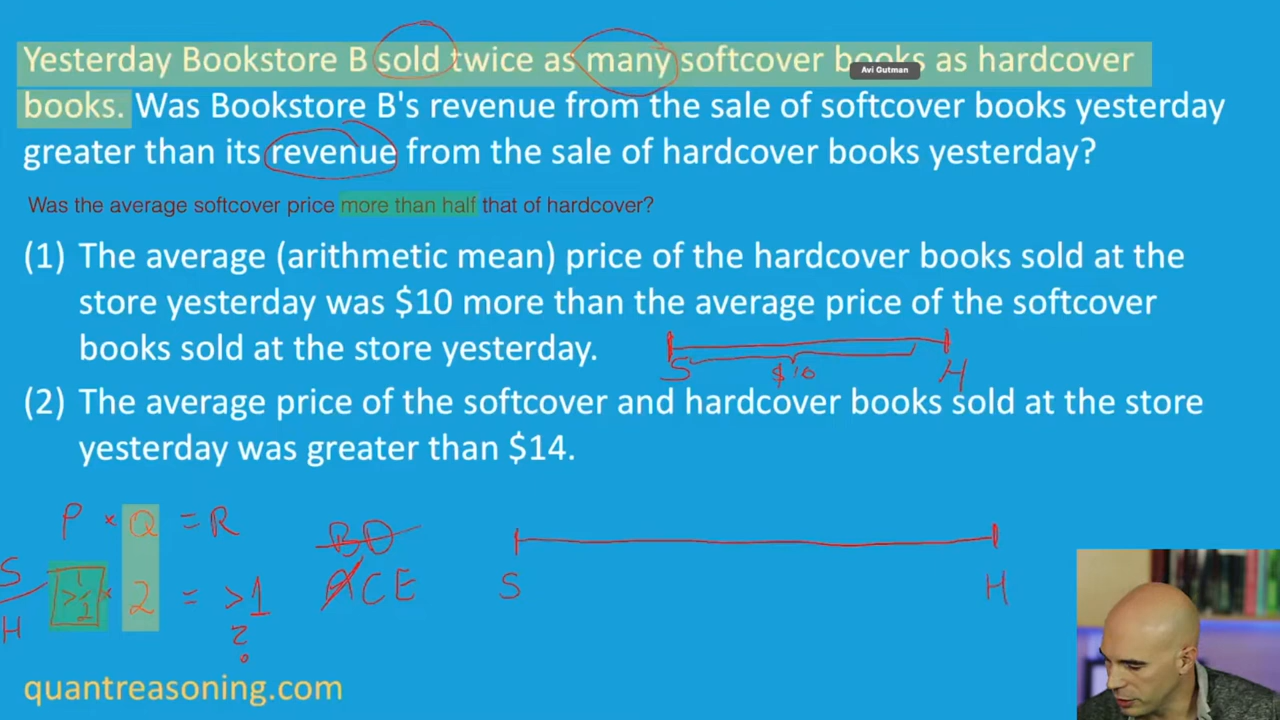 Yesterday Bookstore B sold twice as many softcover books as hardcover
Avi Gutman
books. Was Bookstore B's revenue from the sale of softcover books yesterday
greater than its revenue from the sale of hardcover books yesterday?
Was the average softcover price more than half that of hardcover?
(1) The average (arithmetic mean) price of the hardcover books sold at the
store yesterday was $10 more than the average price of the softcover
books sold at the store yesterday.
S $10 H
(2) The average price of the softcover and hardcover books sold at the store
yesterday was greater than $14.
P × Q = R
BD
S/H >1/2 × 2 = >1
?
ACE
S H
quantreasoning.com